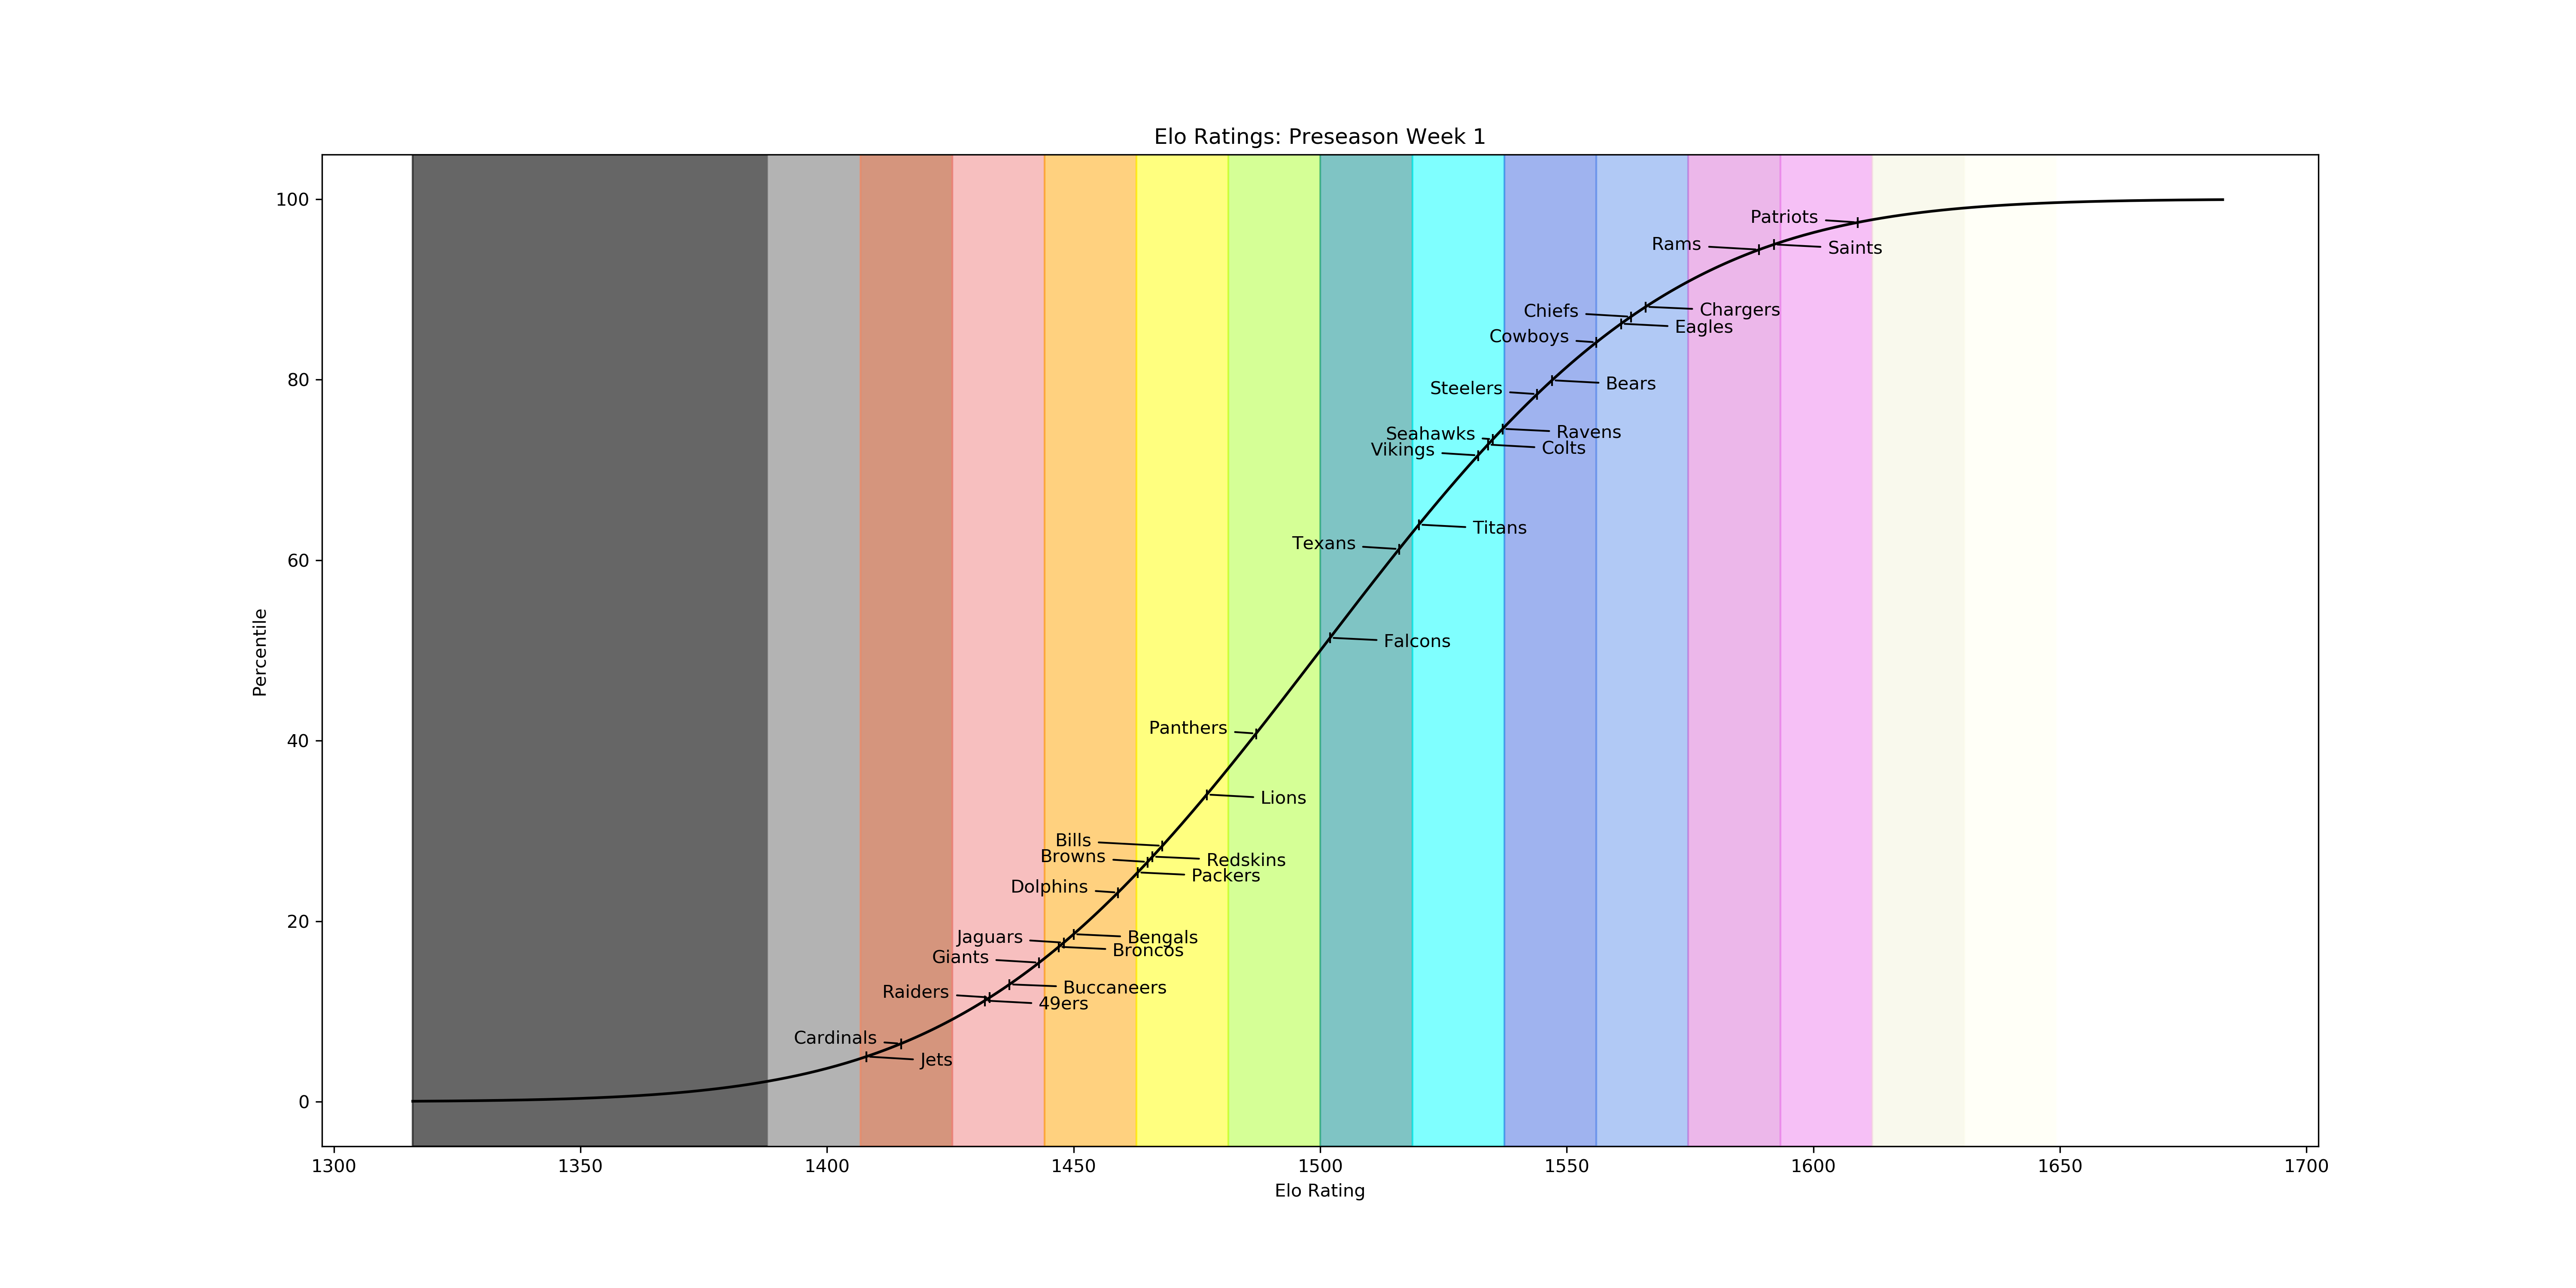 Elo Ratings: Preseason Week 1
100
Patriots
Rams
Saints
Chiefs
Chargers
Eagles
Cowboys
80
Steelers
Bears
Seahawks
Ravens
Vikings
Colts
Titans
Texans
60
Falcons
Percentile
Panthers
40
Lions
Bills
Browns
Redskins
Packers
Dolphins
20
Jaguars
Bengals
Broncos
Giants
Raiders
Buccaneers
49ers
Cardinals
Jets
0
1300 1350 1400 1450 1500 1550 1600 1650 1700
Elo Rating